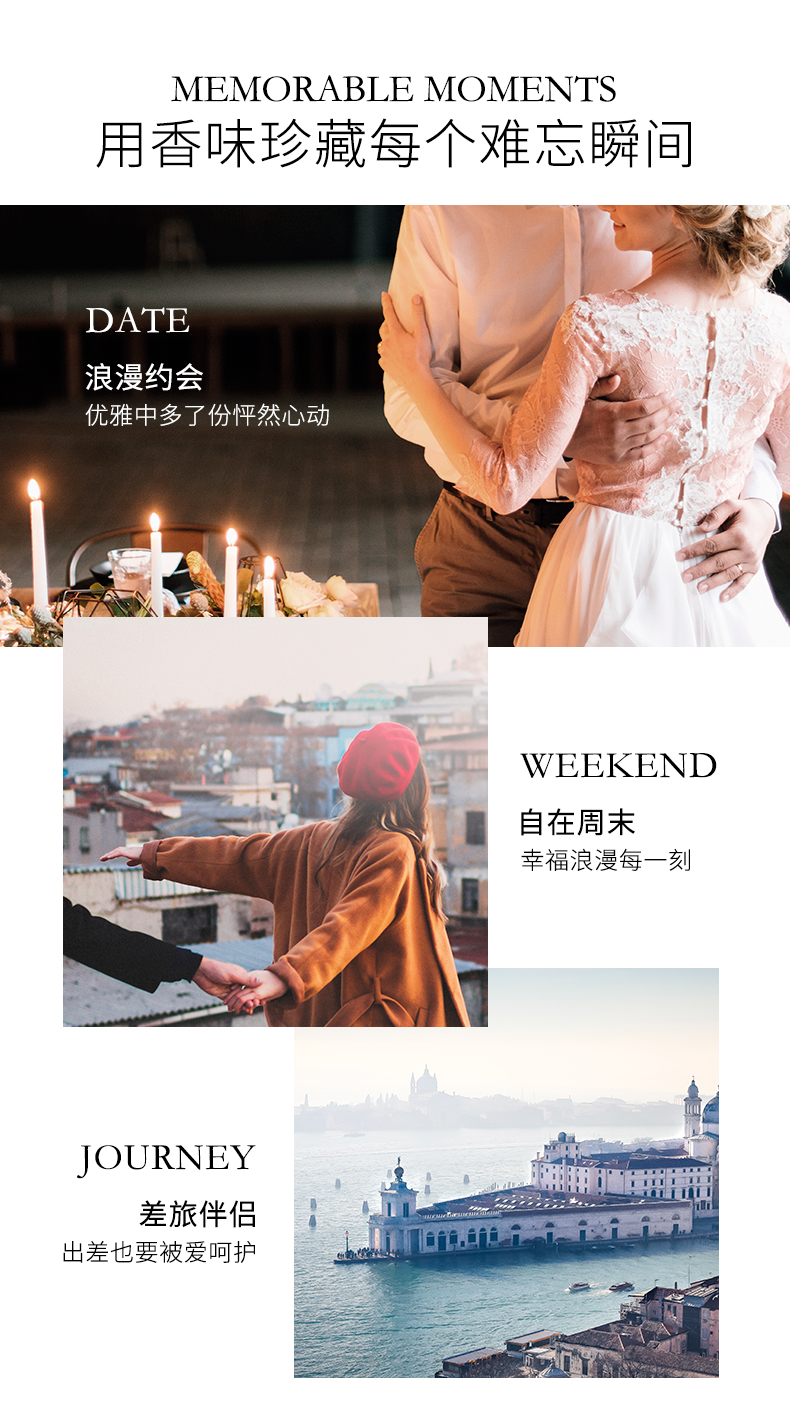 MEMORABLE MOMENTS
用香味珍藏每个难忘瞬间
DATE
浪漫约会
优雅中多了份怦然心动
WEEKEND
自在周末
幸福浪漫每一刻
JOURNEY
差旅伴侣
出差也要被爱呵护